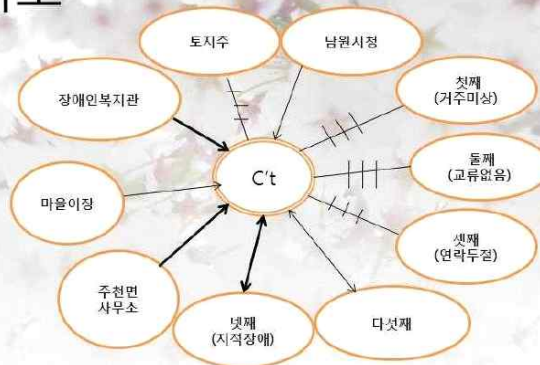 토지주
남원시청
첫째
(거주미상)
장애인복지관
둘째
(교류없음)
C't
마을이장
셋째
(연락두절)
주천면
사무소
넷째
(지적장애)
다섯째